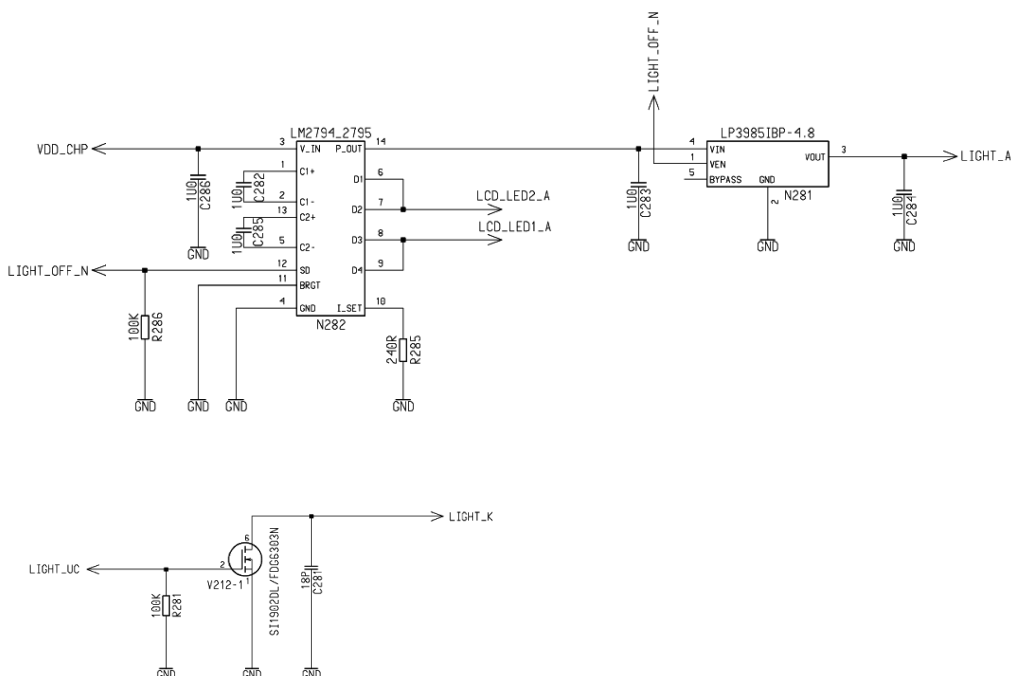 LIGHT_OFF_N
LM2794_2795
LP3985IBP-4.8
VDD_CHP
3
V_IN
P_OUT
14
4
VIN
1
VEN
5
BYPASS
GND
2
VOUT
3
LIGHT_A
N281
1
C1+
2
C1-
13
C2+
5
C2-
12
SD
11
BRGT
4
GND
D1
6
D2
7
D3
8
D4
9
I_SET
10
N282
LCD_LED2_A
LCD_LED1_A
1U0
C286
1U0
C282
1U0
C285
1U0
C283
1U0
C284
GND
GND
GND
GND
LIGHT_OFF_N
100K
R286
240R
R285
GND
GND
GND
GND
LIGHT_K
LIGHT_UC
6
2
1
V212-1
SI1902DL/FDG6303N
18P
C281
100K
R281
GND
GND
GND